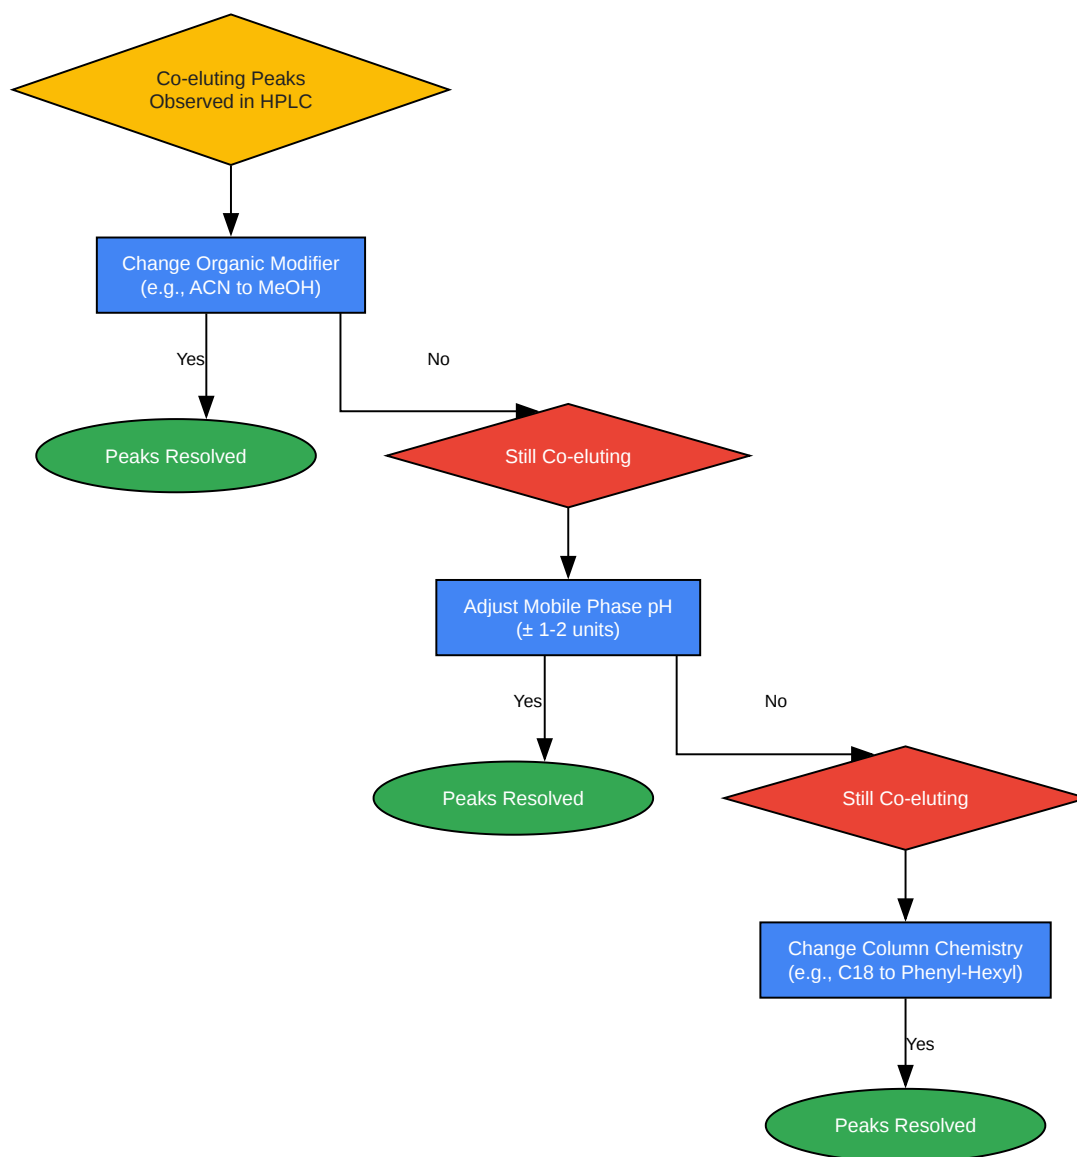 Co-eluting Peaks
Observed in HPLC
Change Organic Modifier
(e.g., ACN to MeOH)
Yes
No
Peaks Resolved
Still Co-eluting
Adjust Mobile Phase pH
(± 1-2 units)
Yes
No
Peaks Resolved
Still Co-eluting
Change Column Chemistry
(e.g., C18 to Phenyl-Hexyl)
Yes
Peaks Resolved